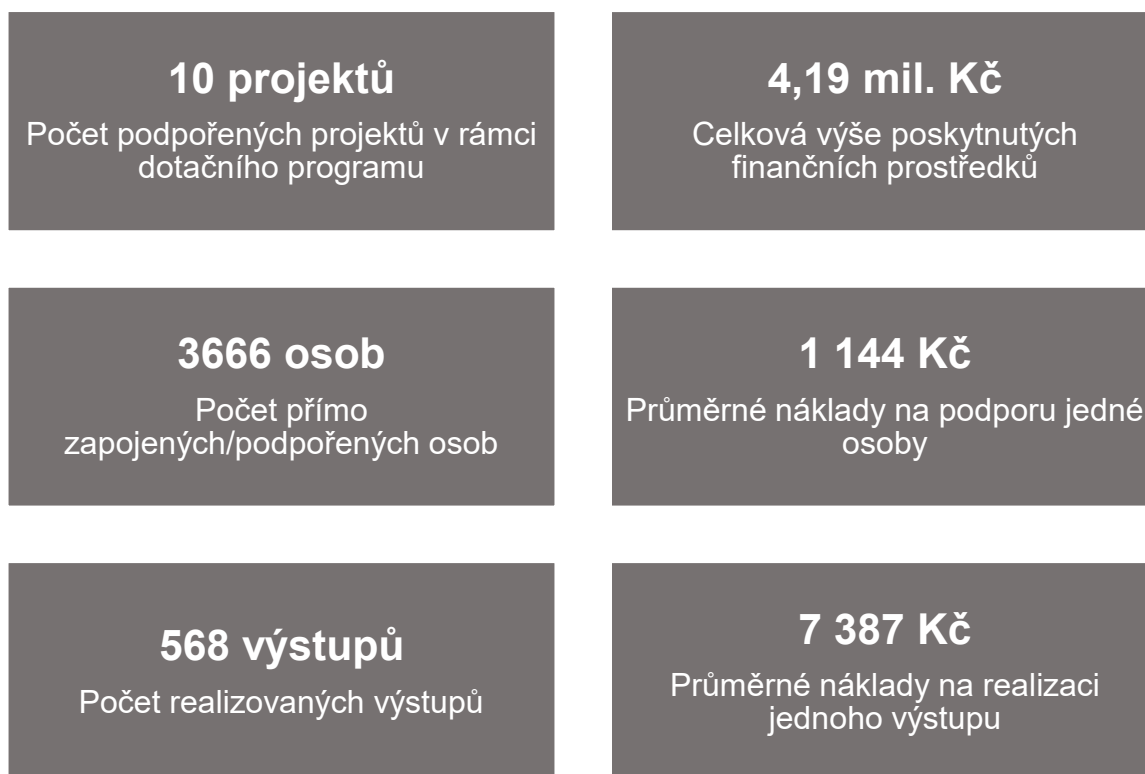 10 projektů
Počet podpořených projektů v rámci
dotačního programu
4,19 mil. Kč
Celková výše poskytnutých
finančních prostředků
3666 osob
Počet přímo
zapojených/podpořených osob
1 144 Kč
Průměrné náklady na podporu jedné
osoby
568 výstupů
Počet realizovaných výstupů
7 387 Kč
Průměrné náklady na realizaci
jednoho výstupu